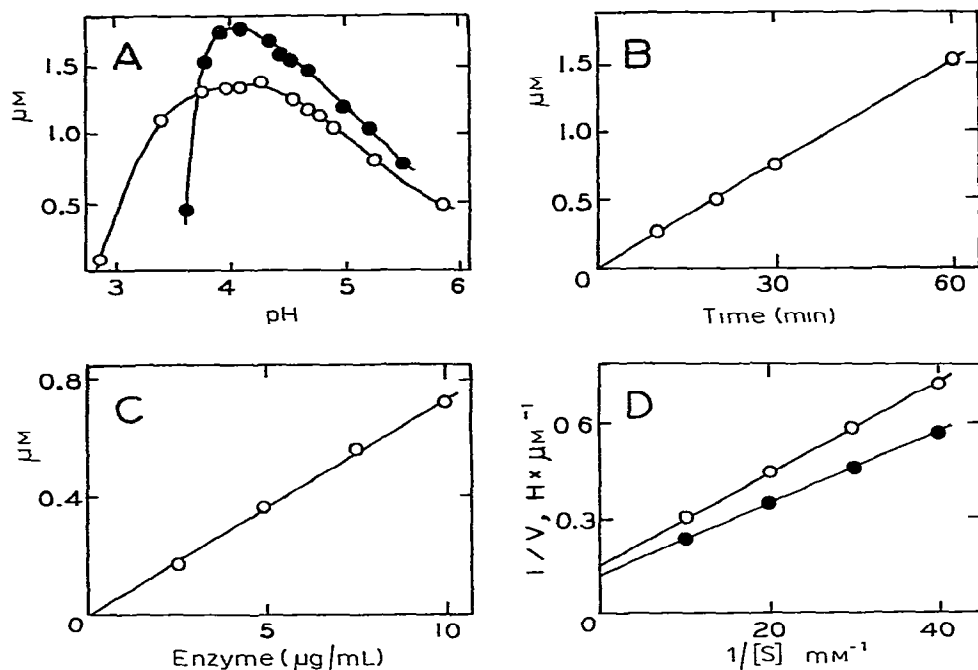 A
μM
1.5
1.0
0.5
3 4 5 6
pH
B
μM
1.5
0.5
0 30 60
Time (min)
C
μM
0.8
0.4
0 5 10
Enzyme (μg/mL)
D
1/V, H × μM⁻¹
0 6
0.3
0 20 40
1/[S] mM⁻¹